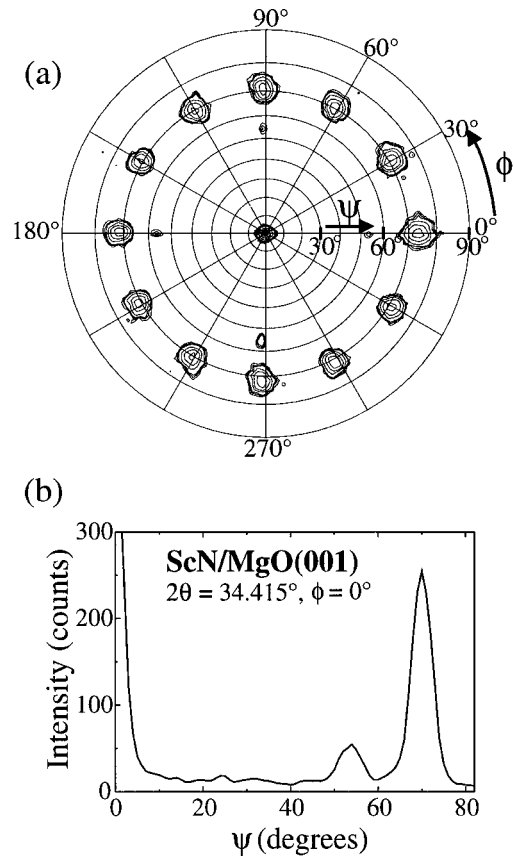 (a)
90°
60°
30°
ϕ
ψ
180°
30°
60°
0°
90°
270°
(b)
300
200
100
0
Intensity (counts)
ScN/MgO(001)
2θ = 34.415°, ϕ = 0°
0
20
40
60
80
ψ (degrees)